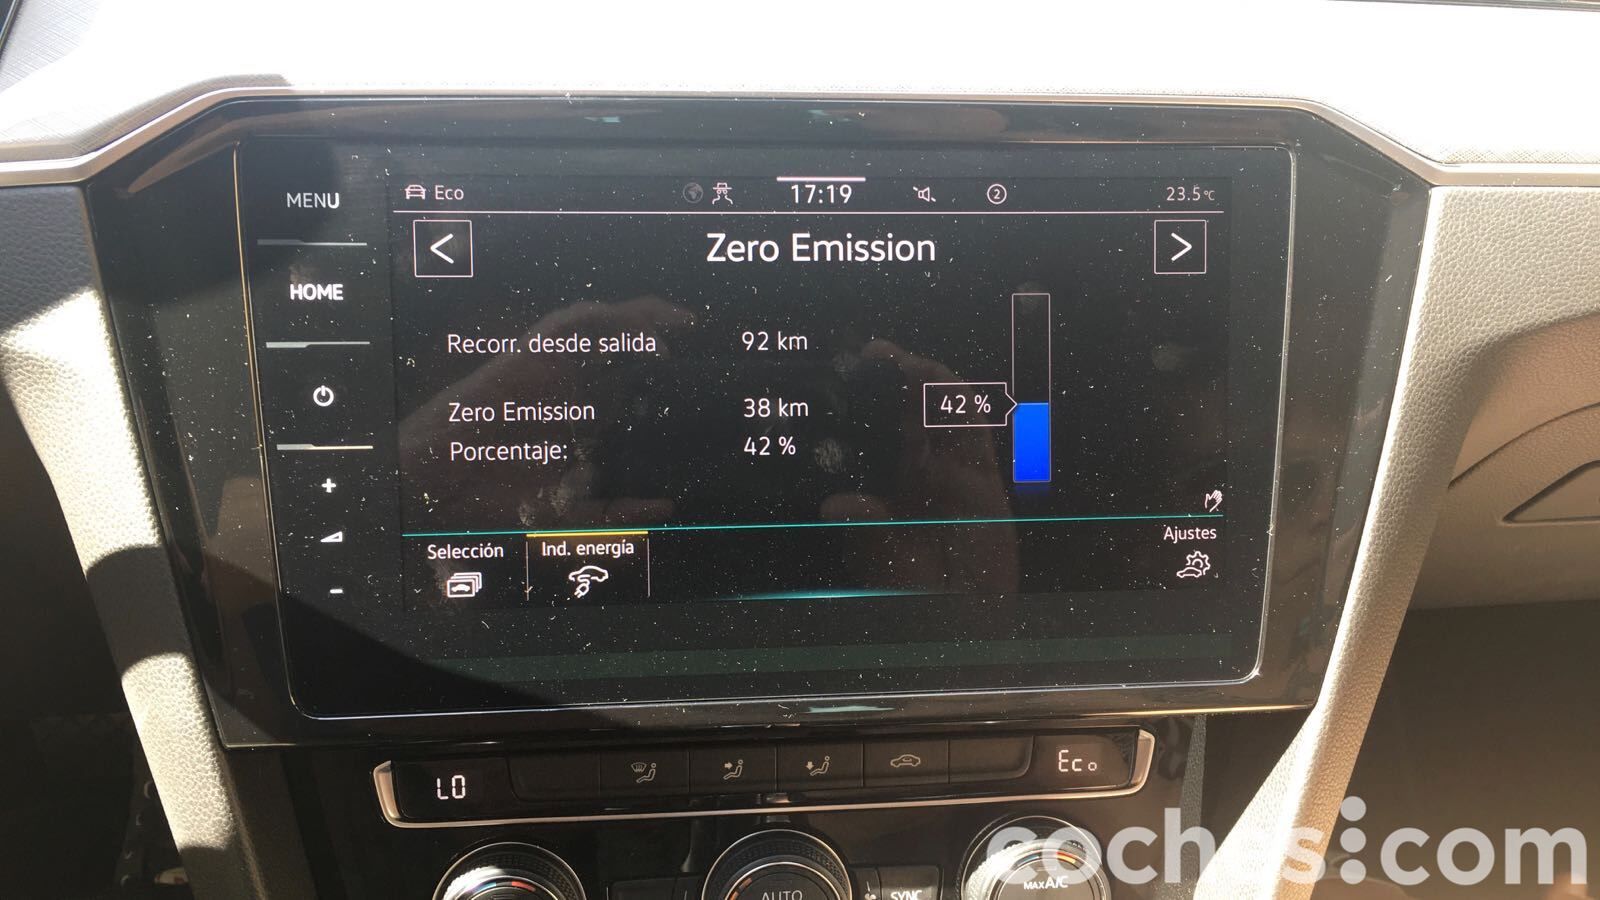 MENU
HOME
+
-
Eco
17:19
2
23.5°C
<
Zero Emission
>
Recorr. desde salida 92 km
Zero Emission 38 km
Porcentaje: 42 %
42 %
Selección
Ind. energía
Ajustes
LO
Eco
AUTO
SYNC
MAX A/C
coches.com